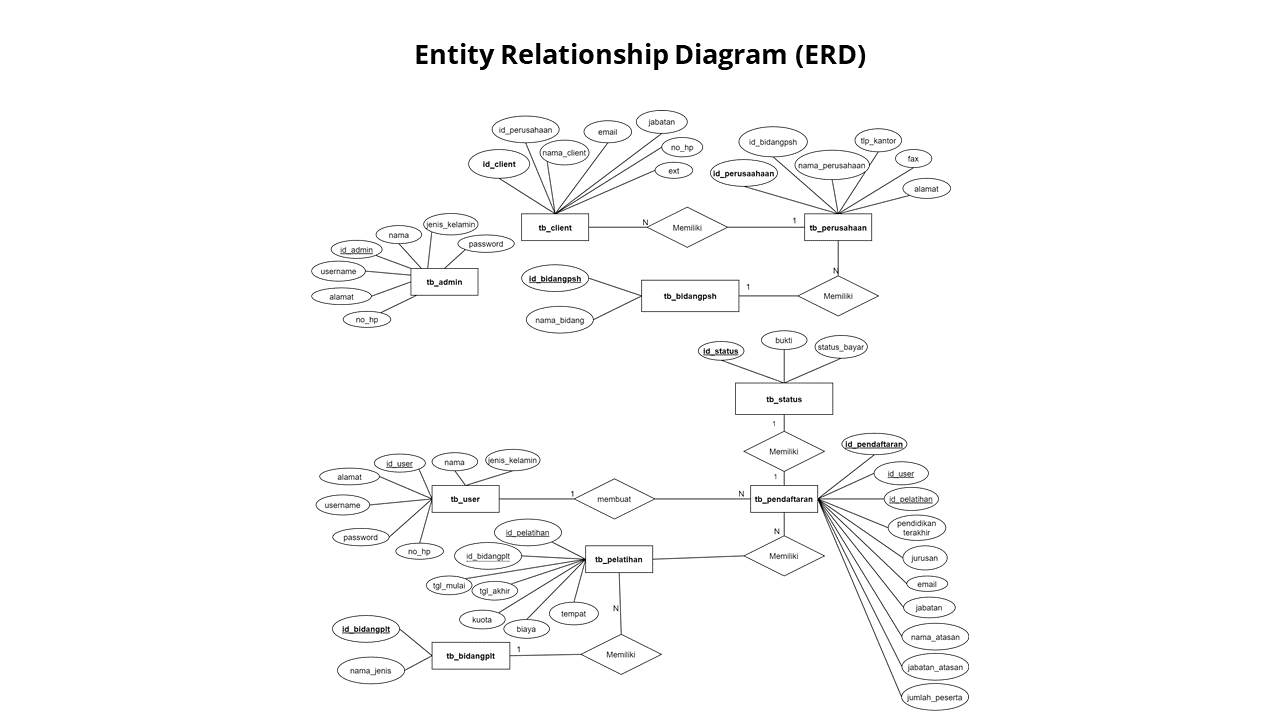 Entity Relationship Diagram (ERD)
id_client
id_perusahaan
nama_client
email
jabatan
no_hp
ext
id_perusaahaan
id_bidangpsh
nama_perusahaan
tlp_kantor
fax
alamat
tb_client
N
Memiliki
1
tb_perusahaan
id_admin
nama
jenis_kelamin
password
username
alamat
no_hp
tb_admin
id_bidangpsh
nama_bidang
tb_bidangpsh
1
Memiliki
N
id_status
bukti
status_bayar
tb_status
1
Memiliki
1
id_pendaftaran
id_user
id_pelatihan
pendidikan
terakhir
jurusan
email
jabatan
nama_atasan
jabatan_atasan
jumlah_peserta
alamat
id_user
nama
jenis_kelamin
username
password
no_hp
tb_user
1
membuat
N
tb_pendaftaran
N
Memiliki
id_pelatihan
id_bidangplt
tgl_mulai
tgl_akhir
kuota
biaya
tempat
tb_pelatihan
N
Memiliki
1
tb_bidangplt
id_bidangplt
nama_jenis